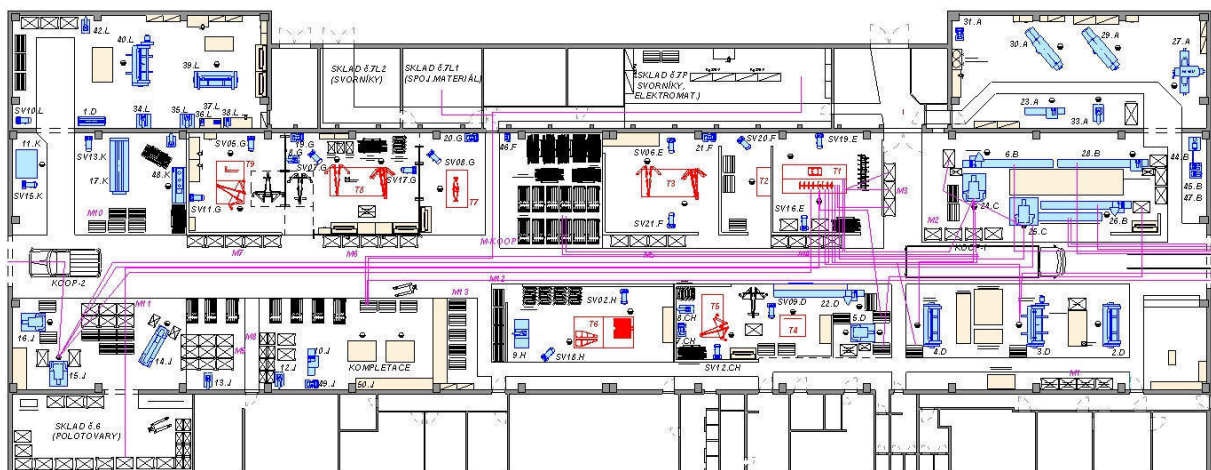 42.L
40.L
39.L
SV10.L
1.D
34.L
35.L
37.L
36.L
38.L
SKLAD č.7L2
(SVORNÍKY)
SKLAD č.7L1
(SPOJ.MATERIÁL)
SKLAD č.7P
SVORNÍKY,
ELEKTROMAT.)
31.A
30.A
29.A
27.A
23.A
33.A
11.K
SV15.K
SV13.K
17.K
48.K
M10
SV05.G
T9
SV11.G
19.G
SV07.G
T8
SV17.G
20.G
SV08.G
T7
M7
M6
46.F
M-KOOP
SV06.E
21.F
SV20.F
T3
T2
SV21.F
SV19.E
T1
SV16.E
M3
M2
6.B
28.B
24.C
25.C
26.B
44.B
45.B
47.B
KOOP-1
KOOP-2
M12
M11
M13
16.J
15.J
14.J
M8
13.J
12.J
10.J
49.J
50.J
KOMPLETACE
9.H
SV18.H
SV02.H
T6
8.CH
7.CH
T5
SV12.CH
SV09.D
22.D
T4
5.D
4.D
3.D
2.D
M1
SKLAD č.6
(POLOTOVARY)